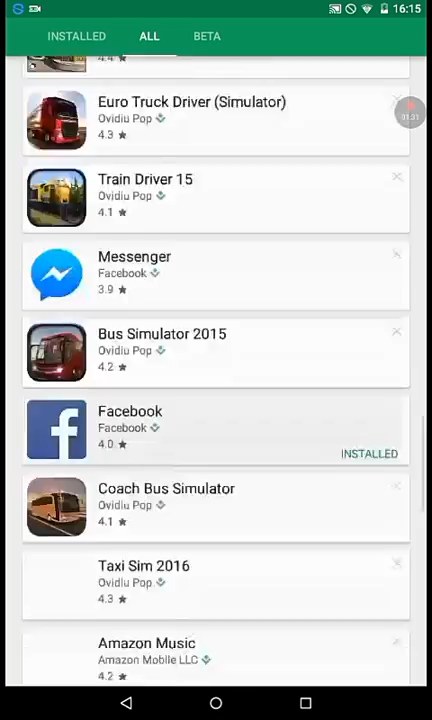 16:15
INSTALLED ALL BETA
4.4 ★
01:31
Euro Truck Driver (Simulator)
Ovidiu Pop
4.3 ★
Train Driver 15
Ovidiu Pop
4.1 ★
Messenger
Facebook
3.9 ★
Bus Simulator 2015
Ovidiu Pop
4.2 ★
Facebook
Facebook
4.0 ★
INSTALLED
Coach Bus Simulator
Ovidiu Pop
4.1 ★
Taxi Sim 2016
Ovidiu Pop
4.3 ★
Amazon Music
Amazon Mobile LLC
4.2 ★